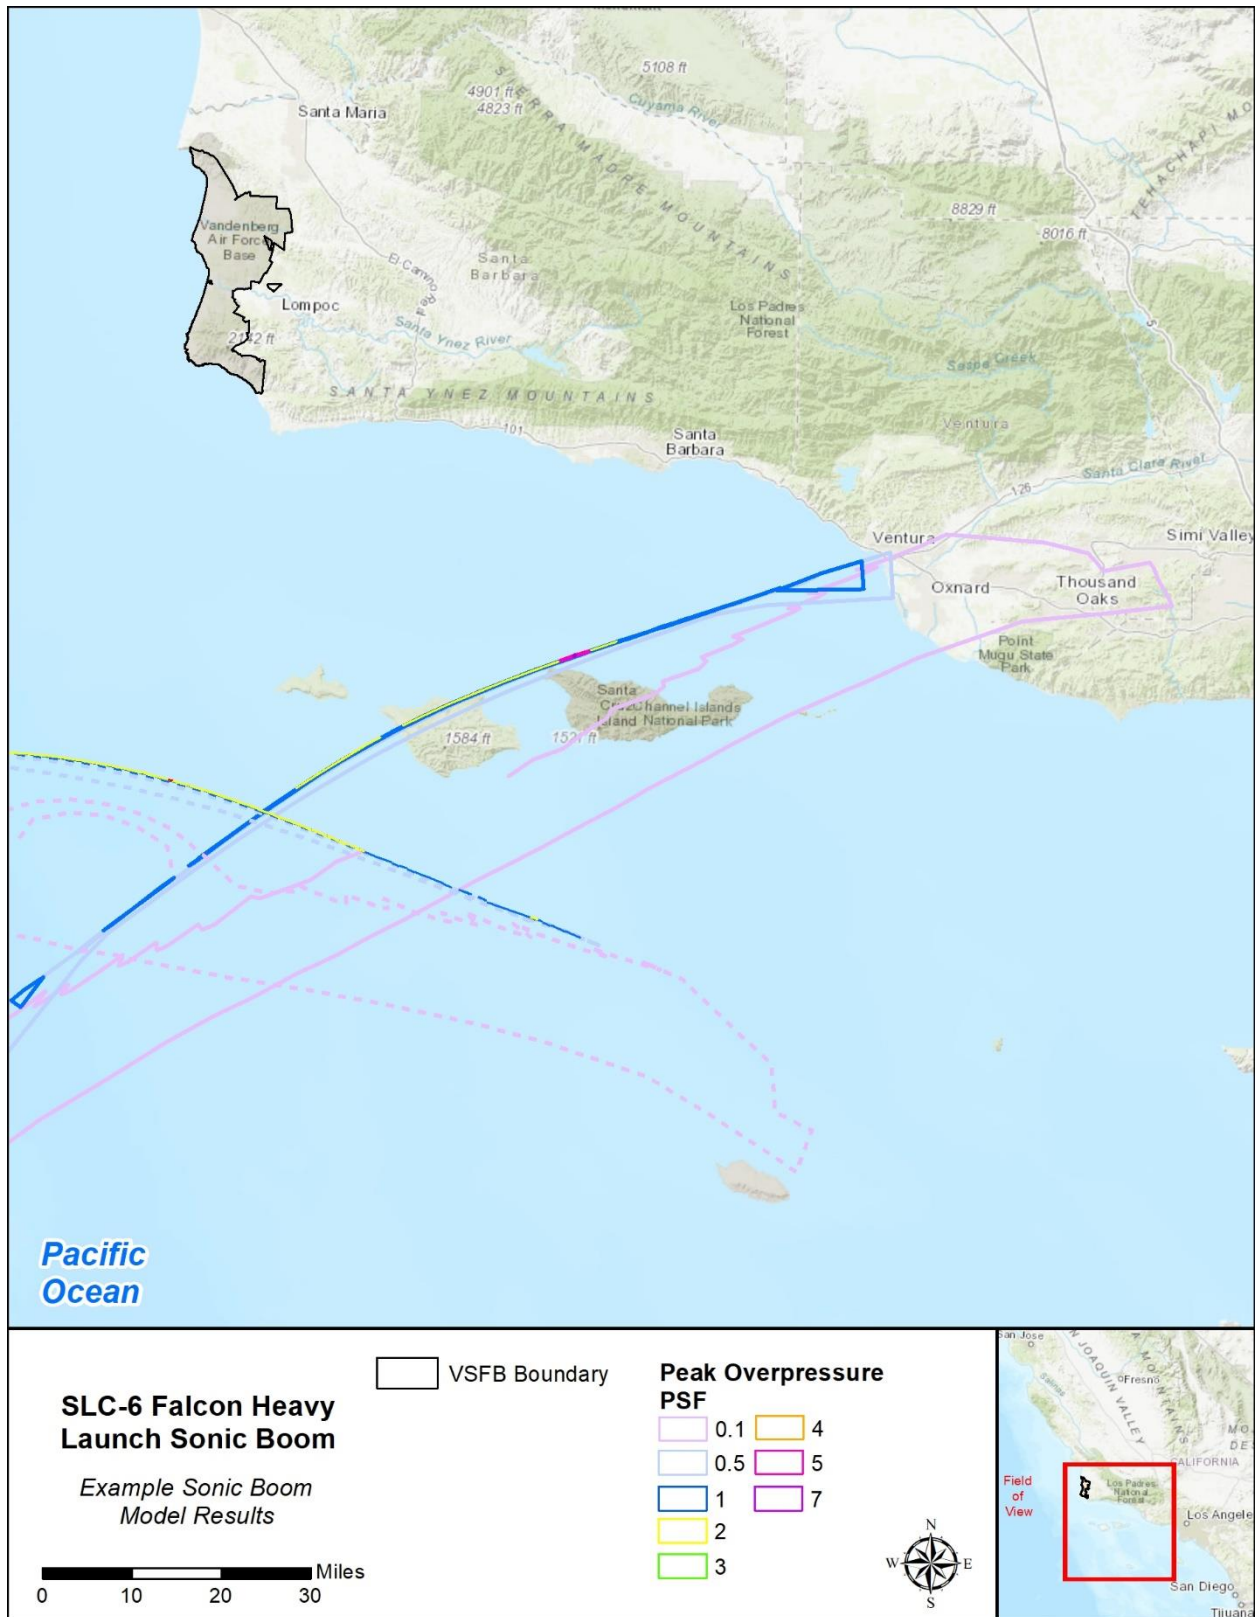 5108 ft
4901 ft
4823 ft
Cuyama River
Santa Maria
SIERRA MADRE MOUNTAINS
TEHACHAPI MO
8829 ft
8016 ft
Vandenberg
Air Force
Base
Santa
Barbara
El Camino Real
Lompoc
Los Padres
National
Forest
5
2142 ft
Santa Ynez River
Sespe Creek
SANTA YNEZ MOUNTAINS
101
Santa
Barbara
Ventura
Santa Clara River
126
Ventura
Simi Valley
Oxnard
Thousand
Oaks
Point
Mugu State
Park
Santa
Cruz Channel Islands
Island National Park
1584 ft
Pacific
Ocean
SLC-6 Falcon Heavy
Launch Sonic Boom
Example Sonic Boom
Model Results
Miles
0 10 20 30
VSFB Boundary
Peak Overpressure
PSF
0.1 4
0.5 5
1 7
2
3
N
W E
S
Field
of
View
San Jose
N JOAQUIN VALLEY
Fresno
Salinas
CALIFORNIA
Los Padres
National
Forest
Los Angele
San Diego
Tijuana